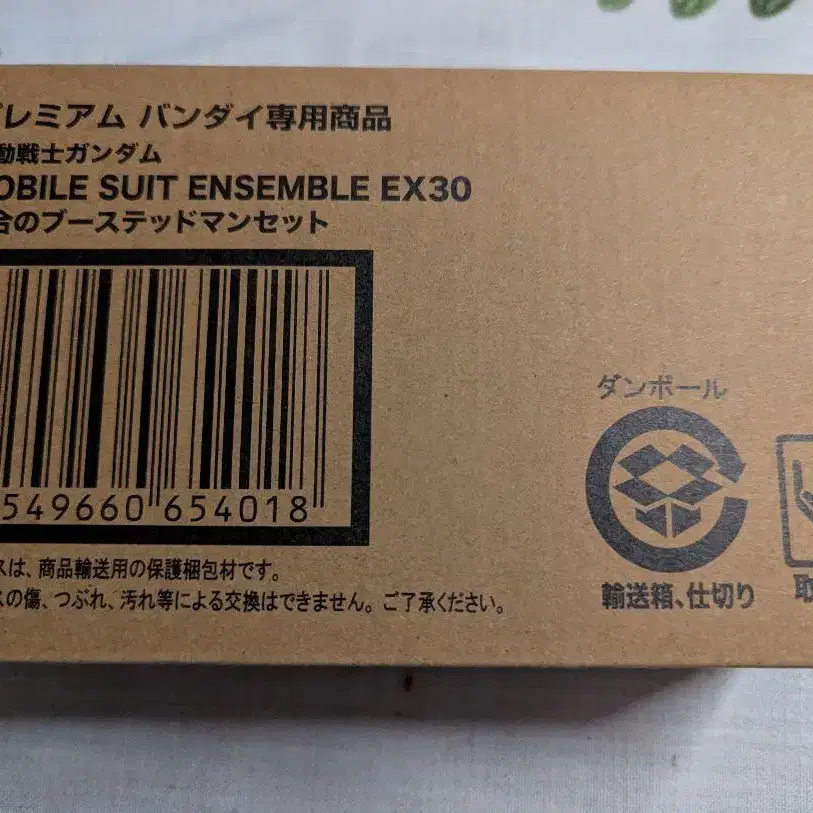 プレミアム バンダイ専用商品
動戦士ガンダム
OBILE SUIT ENSEMBLE EX30
合のブーステッドマンセット
549660 654018
ダンボール
輸送箱、仕切り
取
スは、商品輸送用の保護梱包材です。
スの傷、つぶれ、汚れ等による交換はできません。ご了承ください。